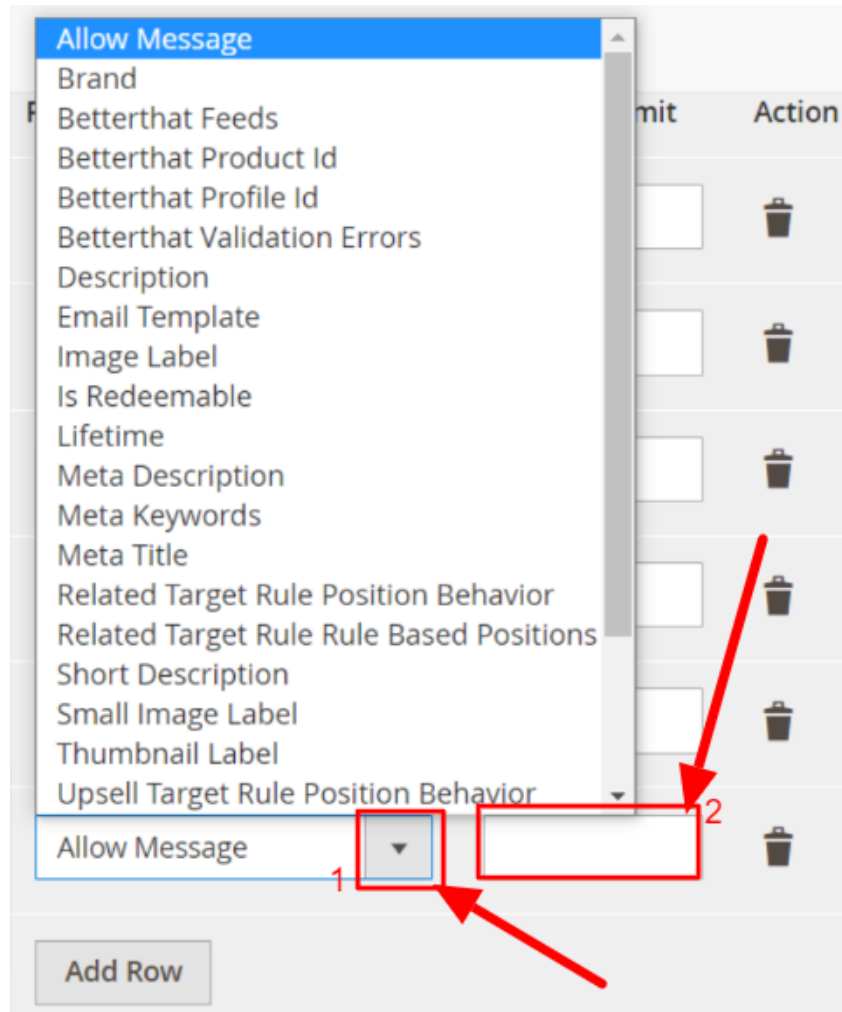 Allow Message
Brand
Betterthat Feeds
mit
Action
Betterthat Product Id
Betterthat Profile Id
Betterthat Validation Errors
Description
Email Template
Image Label
Is Redeemable
Lifetime
Meta Description
Meta Keywords
Meta Title
Related Target Rule Position Behavior
Related Target Rule Rule Based Positions
Short Description
Small Image Label
Thumbnail Label
Upsell Target Rule Position Behavior
2
Allow Message
1
Add Row